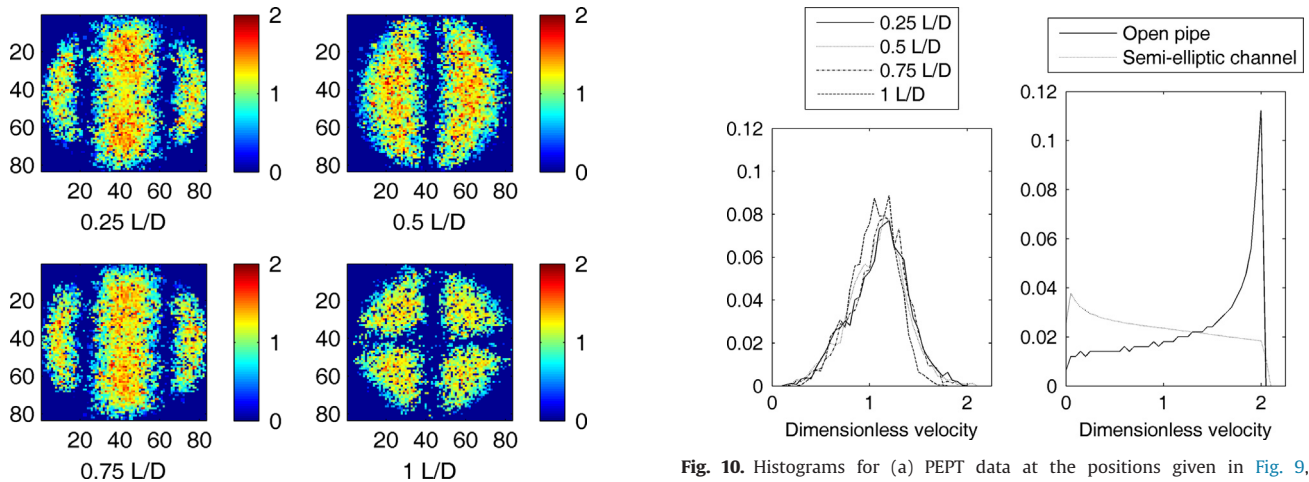 2
1
0
20
40
60
80
20 40 60 80
0.25 L/D
2
1
0
20
40
60
80
20 40 60 80
0.5 L/D
2
1
0
20
40
60
80
20 40 60 80
0.75 L/D
2
1
0
20
40
60
80
20 40 60 80
1 L/D
0.25 L/D
0.5 L/D
0.75 L/D
1 L/D
0.12
0.1
0.08
0.06
0.04
0.02
0
0 1 2
Dimensionless velocity
Open pipe
Semi-elliptic channel
0.12
0.1
0.08
0.06
0.04
0.02
0
0 1 2
Dimensionless velocity
Fig. 10. Histograms for (a) PEPT data at the positions given in Fig. 9,